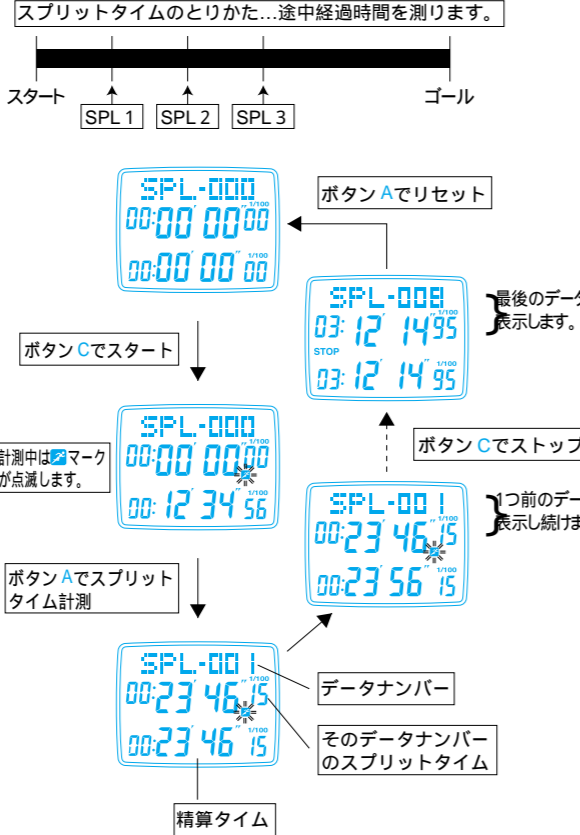 スプリットタイムのとりかた…途中経過時間を測ります。
スタート
ゴール
SPL 1
SPL 2
SPL 3
SPL-000
00:00′00″00 1/100
00:00′00″00 1/100
ボタン Aでリセット
SPL-008
03:12′14″95 1/100
STOP
03:12′14″95 1/100
最後のデータ
表示します。
ボタン Cでスタート
SPL-000
00:00′00″00 1/100
00:12′34″56 1/100
計測中はマーク
が点滅します。
ボタン Cでストップ
SPL-001
00:23′46″15 1/100
00:23′56″15 1/100
1つ前のデー
表示し続けま
ボタン Aでスプリット
タイム計測
SPL-001
00:23′46″15 1/100
00:23′46″15 1/100
データナンバー
そのデータナンバー
のスプリットタイム
精算タイム